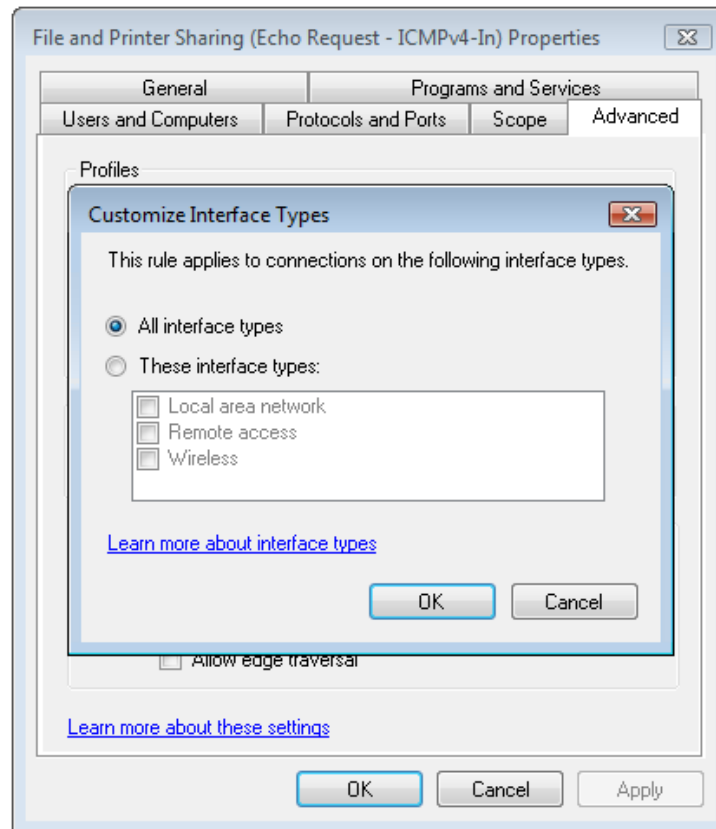 File and Printer Sharing (Echo Request - ICMPv4-In) Properties
General
Programs and Services
Users and Computers
Protocols and Ports
Scope
Advanced
Profiles
Customize Interface Types
This rule applies to connections on the following interface types.
All interface types
These interface types:
Local area network
Remote access
Wireless
Learn more about interface types
OK
Cancel
Allow edge traversal
Learn more about these settings
OK
Cancel
Apply